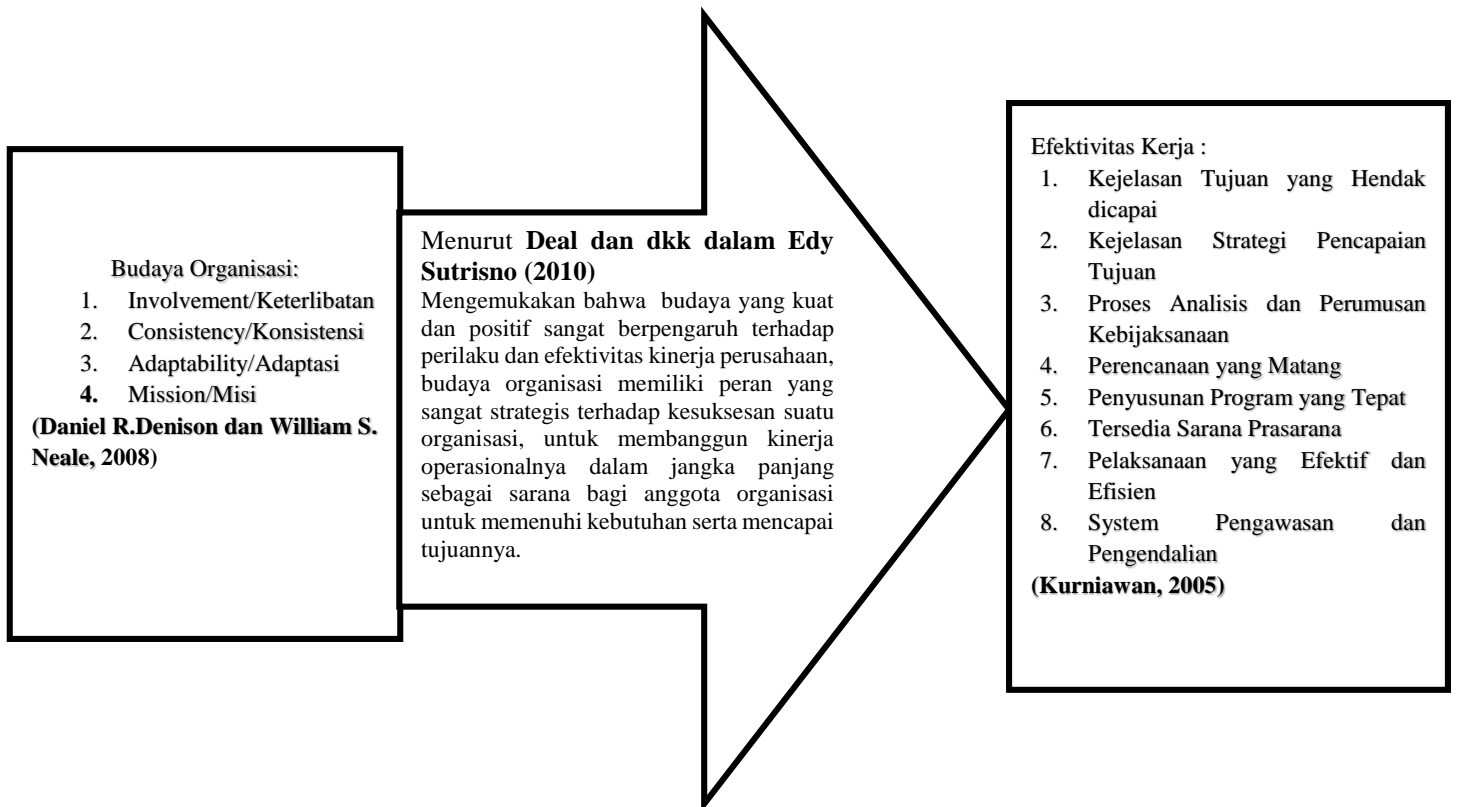 Budaya Organisasi:
1. Involvement/Keterlibatan
2. Consistency/Konsistensi
3. Adaptability/Adaptasi
4. Mission/Misi
(Daniel R.Denison dan William S.
Neale, 2008)
Menurut Deal dan dkk dalam Edy
Sutrisno (2010)
Mengemukakan bahwa budaya yang kuat
dan positif sangat berpengaruh terhadap
perilaku dan efektivitas kinerja perusahaan,
budaya organisasi memiliki peran yang
sangat strategis terhadap kesuksesan suatu
organisasi, untuk membanggun kinerja
operasionalnya dalam jangka panjang
sebagai sarana bagi anggota organisasi
untuk memenuhi kebutuhan serta mencapai
tujuannya.
Efektivitas Kerja :
1. Kejelasan Tujuan yang Hendak
dicapai
2. Kejelasan Strategi Pencapaian
Tujuan
3. Proses Analisis dan Perumusan
Kebijaksanaan
4. Perencanaan yang Matang
5. Penyusunan Program yang Tepat
6. Tersedia Sarana Prasarana
7. Pelaksanaan yang Efektif dan
Efisien
8. System Pengawasan dan
Pengendalian
(Kurniawan, 2005)